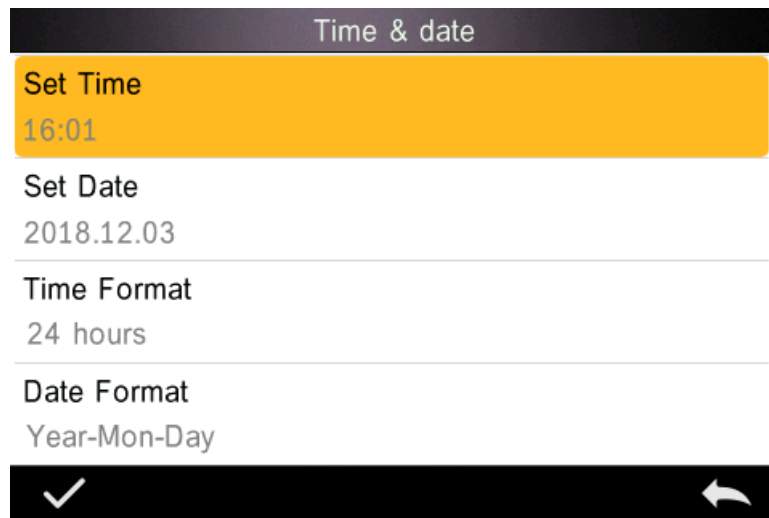 Time & date
Set Time
16:01
Set Date
2018.12.03
Time Format
24 hours
Date Format
Year-Mon-Day